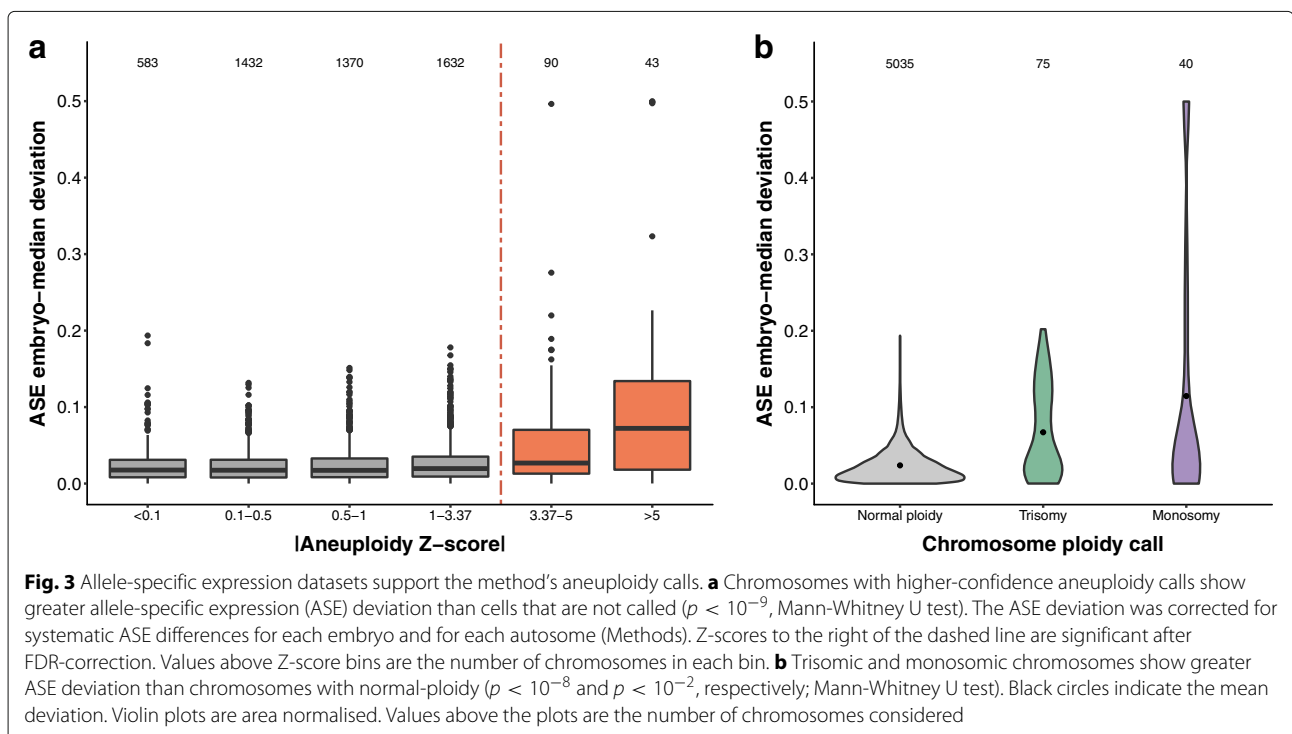 a
583 1432 1370 1632 90 43
ASE embryo−median deviation
0.5
0.4
0.3
0.2
0.1
0.0
<0.1 0.1−0.5 0.5−1 1−3.37 3.37−5 >5
|Aneuploidy Z−score|
b
5035 75 40
ASE embryo−median deviation
0.5
0.4
0.3
0.2
0.1
0.0
Normal ploidy Trisomy Monosomy
Chromosome ploidy call
Fig. 3 Allele-specific expression datasets support the method's aneuploidy calls. a Chromosomes with higher-confidence aneuploidy calls show
greater allele-specific expression (ASE) deviation than cells that are not called (p < 10⁻⁹, Mann-Whitney U test). The ASE deviation was corrected for
systematic ASE differences for each embryo and for each autosome (Methods). Z-scores to the right of the dashed line are significant after
FDR-correction. Values above Z-score bins are the number of chromosomes in each bin. b Trisomic and monosomic chromosomes show greater
ASE deviation than chromosomes with normal-ploidy (p < 10⁻⁸ and p < 10⁻², respectively; Mann-Whitney U test). Black circles indicate the mean
deviation. Violin plots are area normalised. Values above the plots are the number of chromosomes considered